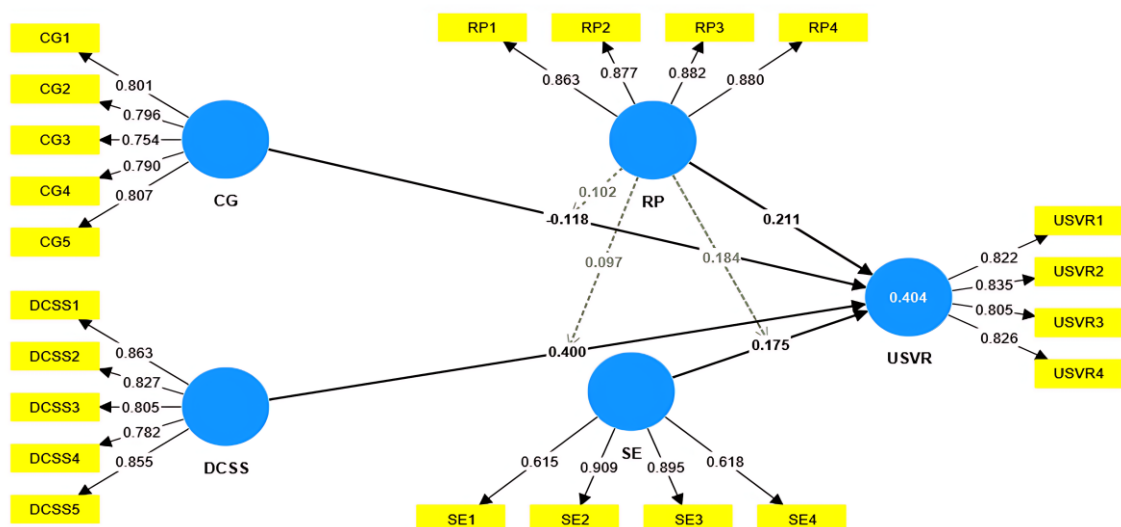 CG1
CG2
CG3
CG4
CG5
0.801
0.796
0.754
0.790
0.807
CG
RP1
RP2
RP3
RP4
0.863
0.877
0.882
0.880
RP
0.102
-0.118
0.097
0.184
0.211
DCSS1
DCSS2
DCSS3
DCSS4
DCSS5
0.863
0.827
0.805
0.782
0.855
DCSS
0.400
0.175
SE
0.615
0.909
0.895
0.618
SE1
SE2
SE3
SE4
0.404
USVR
0.822
0.835
0.805
0.826
USVR1
USVR2
USVR3
USVR4